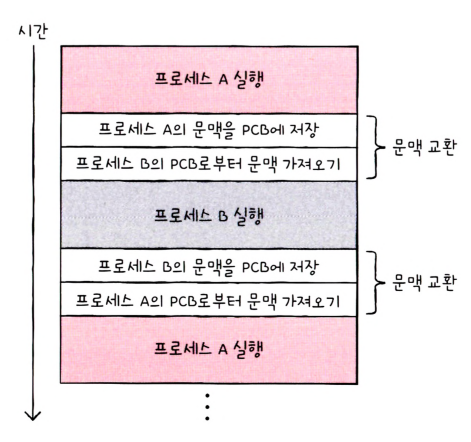 시간
프로세스 A 실행
프로세스 A의 문맥을 PCB에 저장
프로세스 B의 PCB로부터 문맥 가져오기
문맥 교환
프로세스 B 실행
프로세스 B의 문맥을 PCB에 저장
프로세스 A의 PCB로부터 문맥 가져오기
문맥 교환
프로세스 A 실행